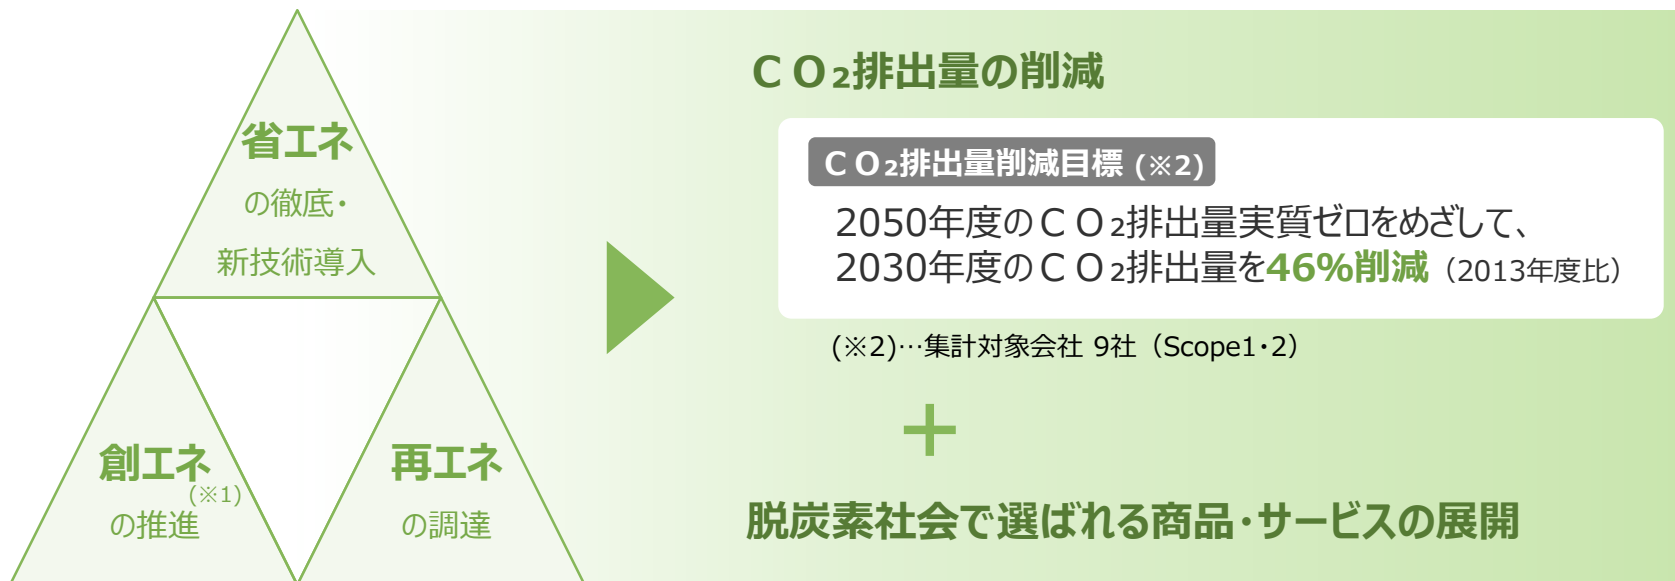 省エネ
の徹底・
新技術導入
創エネ
(※1)
の推進
再エネ
の調達
ＣＯ₂排出量の削減
ＣＯ₂排出量削減目標 (※2)
2050年度のＣＯ₂排出量実質ゼロをめざして、
2030年度のＣＯ₂排出量を46%削減（2013年度比）
(※2)…集計対象会社 9社（Scope1・2）
＋
脱炭素社会で選ばれる商品・サービスの展開